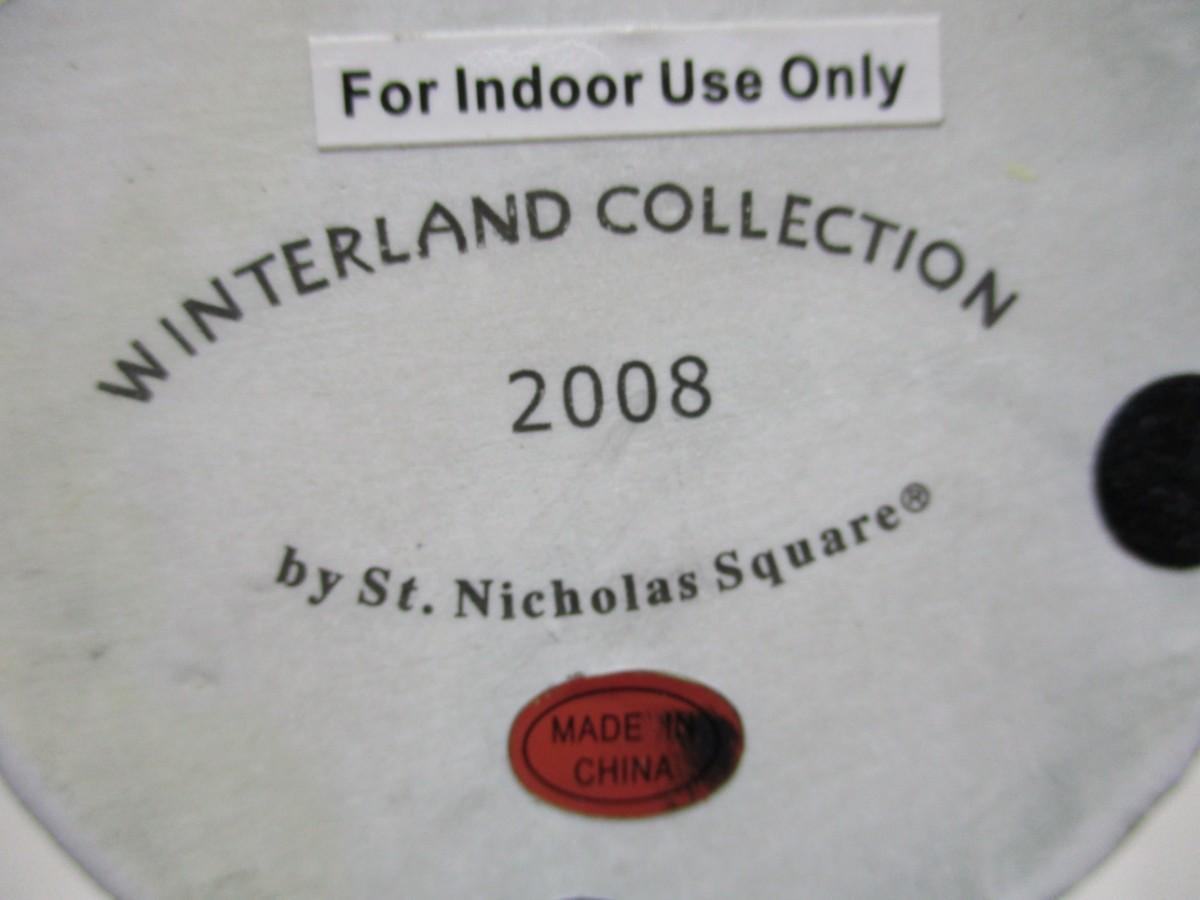 For Indoor Use Only
WINTERLAND COLLECTION
2008
by St. Nicholas Square®
MADE IN
CHINA